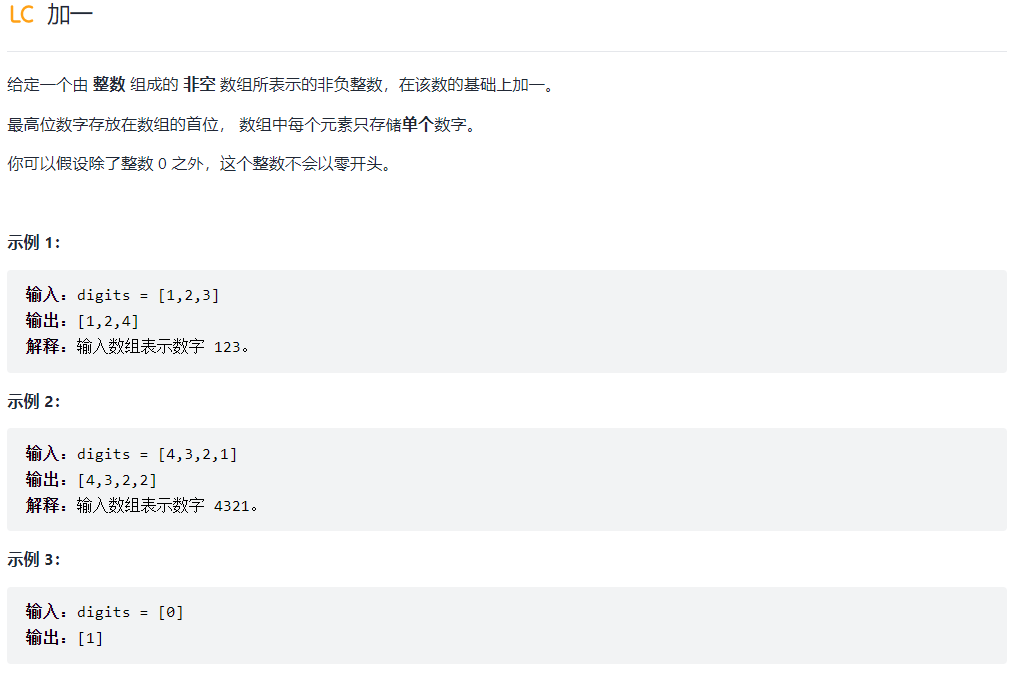 LC 加一
给定一个由 整数 组成的 非空 数组所表示的非负整数，在该数的基础上加一。
最高位数字存放在数组的首位， 数组中每个元素只存储单个数字。
你可以假设除了整数 0 之外，这个整数不会以零开头。
示例 1：
输入：digits = [1,2,3]
输出：[1,2,4]
解释：输入数组表示数字 123。
示例 2：
输入：digits = [4,3,2,1]
输出：[4,3,2,2]
解释：输入数组表示数字 4321。
示例 3：
输入：digits = [0]
输出：[1]